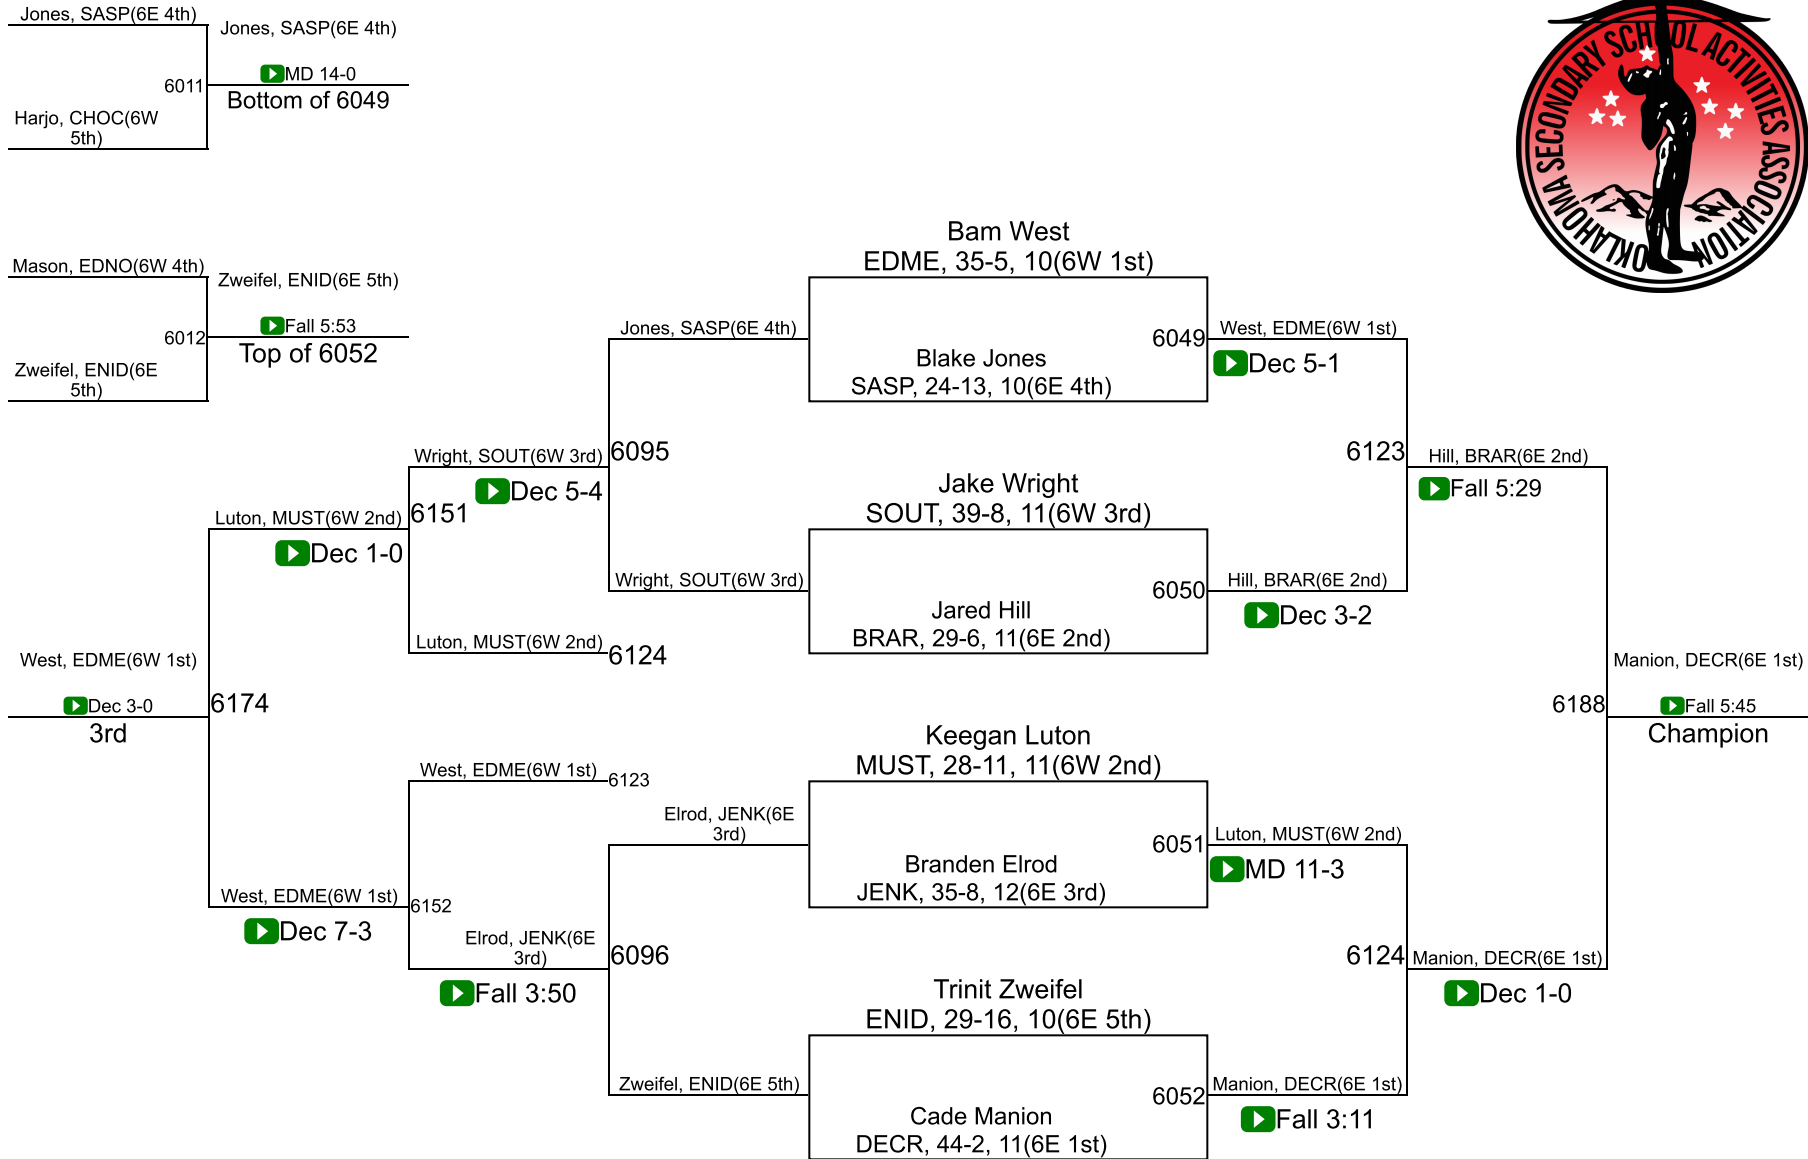 Jones, SASP(6E 4th)
Jones, SASP(6E 4th)
6011
MD 14-0
Bottom of 6049
Harjo, CHOC(6W
5th)
OKLAHOMA SECONDARY SCHOOL ACTIVITIES ASSOCIATION
Mason, EDNO(6W 4th)
Zweifel, ENID(6E 5th)
6012
Fall 5:53
Top of 6052
Zweifel, ENID(6E
5th)
Bam West
EDME, 35-5, 10(6W 1st)
Jones, SASP(6E 4th)
6049
West, EDME(6W 1st)
Dec 5-1
Blake Jones
SASP, 24-13, 10(6E 4th)
Wright, SOUT(6W 3rd)
6095
Dec 5-4
6123
Hill, BRAR(6E 2nd)
Fall 5:29
Jake Wright
SOUT, 39-8, 11(6W 3rd)
Luton, MUST(6W 2nd)
6151
Dec 1-0
Wright, SOUT(6W 3rd)
6050
Hill, BRAR(6E 2nd)
Dec 3-2
Jared Hill
BRAR, 29-6, 11(6E 2nd)
Luton, MUST(6W 2nd)
6124
West, EDME(6W 1st)
Dec 3-0
3rd
6174
6188
Manion, DECR(6E 1st)
Fall 5:45
Champion
Keegan Luton
MUST, 28-11, 11(6W 2nd)
West, EDME(6W 1st)
6123
Elrod, JENK(6E
3rd)
6051
Luton, MUST(6W 2nd)
MD 11-3
Branden Elrod
JENK, 35-8, 12(6E 3rd)
West, EDME(6W 1st)
6152
Dec 7-3
Elrod, JENK(6E
3rd)
6096
Fall 3:50
6124
Manion, DECR(6E 1st)
Dec 1-0
Trinit Zweifel
ENID, 29-16, 10(6E 5th)
Zweifel, ENID(6E 5th)
6052
Manion, DECR(6E 1st)
Fall 3:11
Cade Manion
DECR, 44-2, 11(6E 1st)